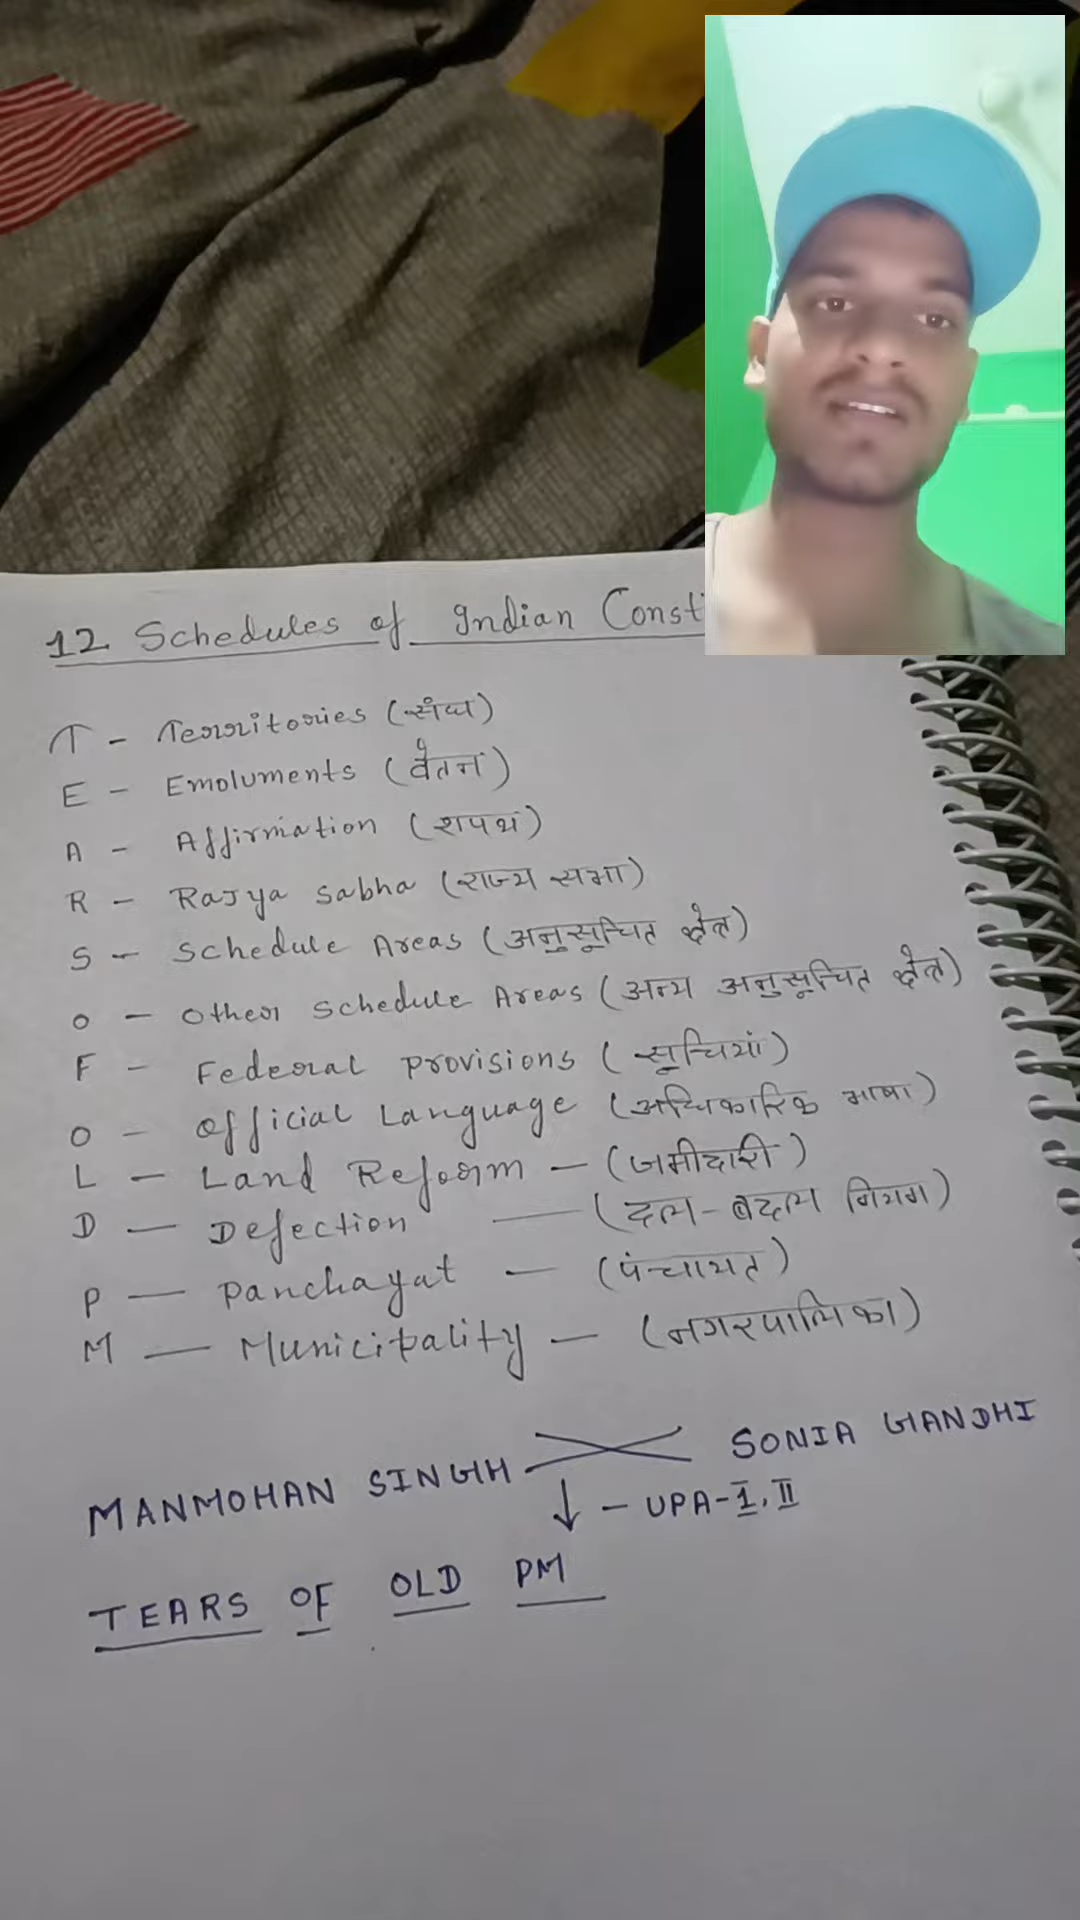 12 Schedules of Indian Const
T - Territories (संघ)
E - Emoluments (वेतन)
A - Affirmation (शपथ)
R - Rajya Sabha (राज्य सभा)
S - Schedule Areas (अनुसूचित क्षेत्र)
O - Other Schedule Areas (अन्य अनुसूचित क्षेत्र)
F - Federal Provisions (सूचियां)
O - Official Language (अधिकारिक भाषा)
L - Land Reform - (जमीदारी)
D - Defection - (दल-बदल नियम)
P - Panchayat - (पंचायत)
M - Municipality - (नगरपालिका)
MANMOHAN SINGH SONIA GANDHI
↓ - UPA-I, II
TEARS OF OLD PM